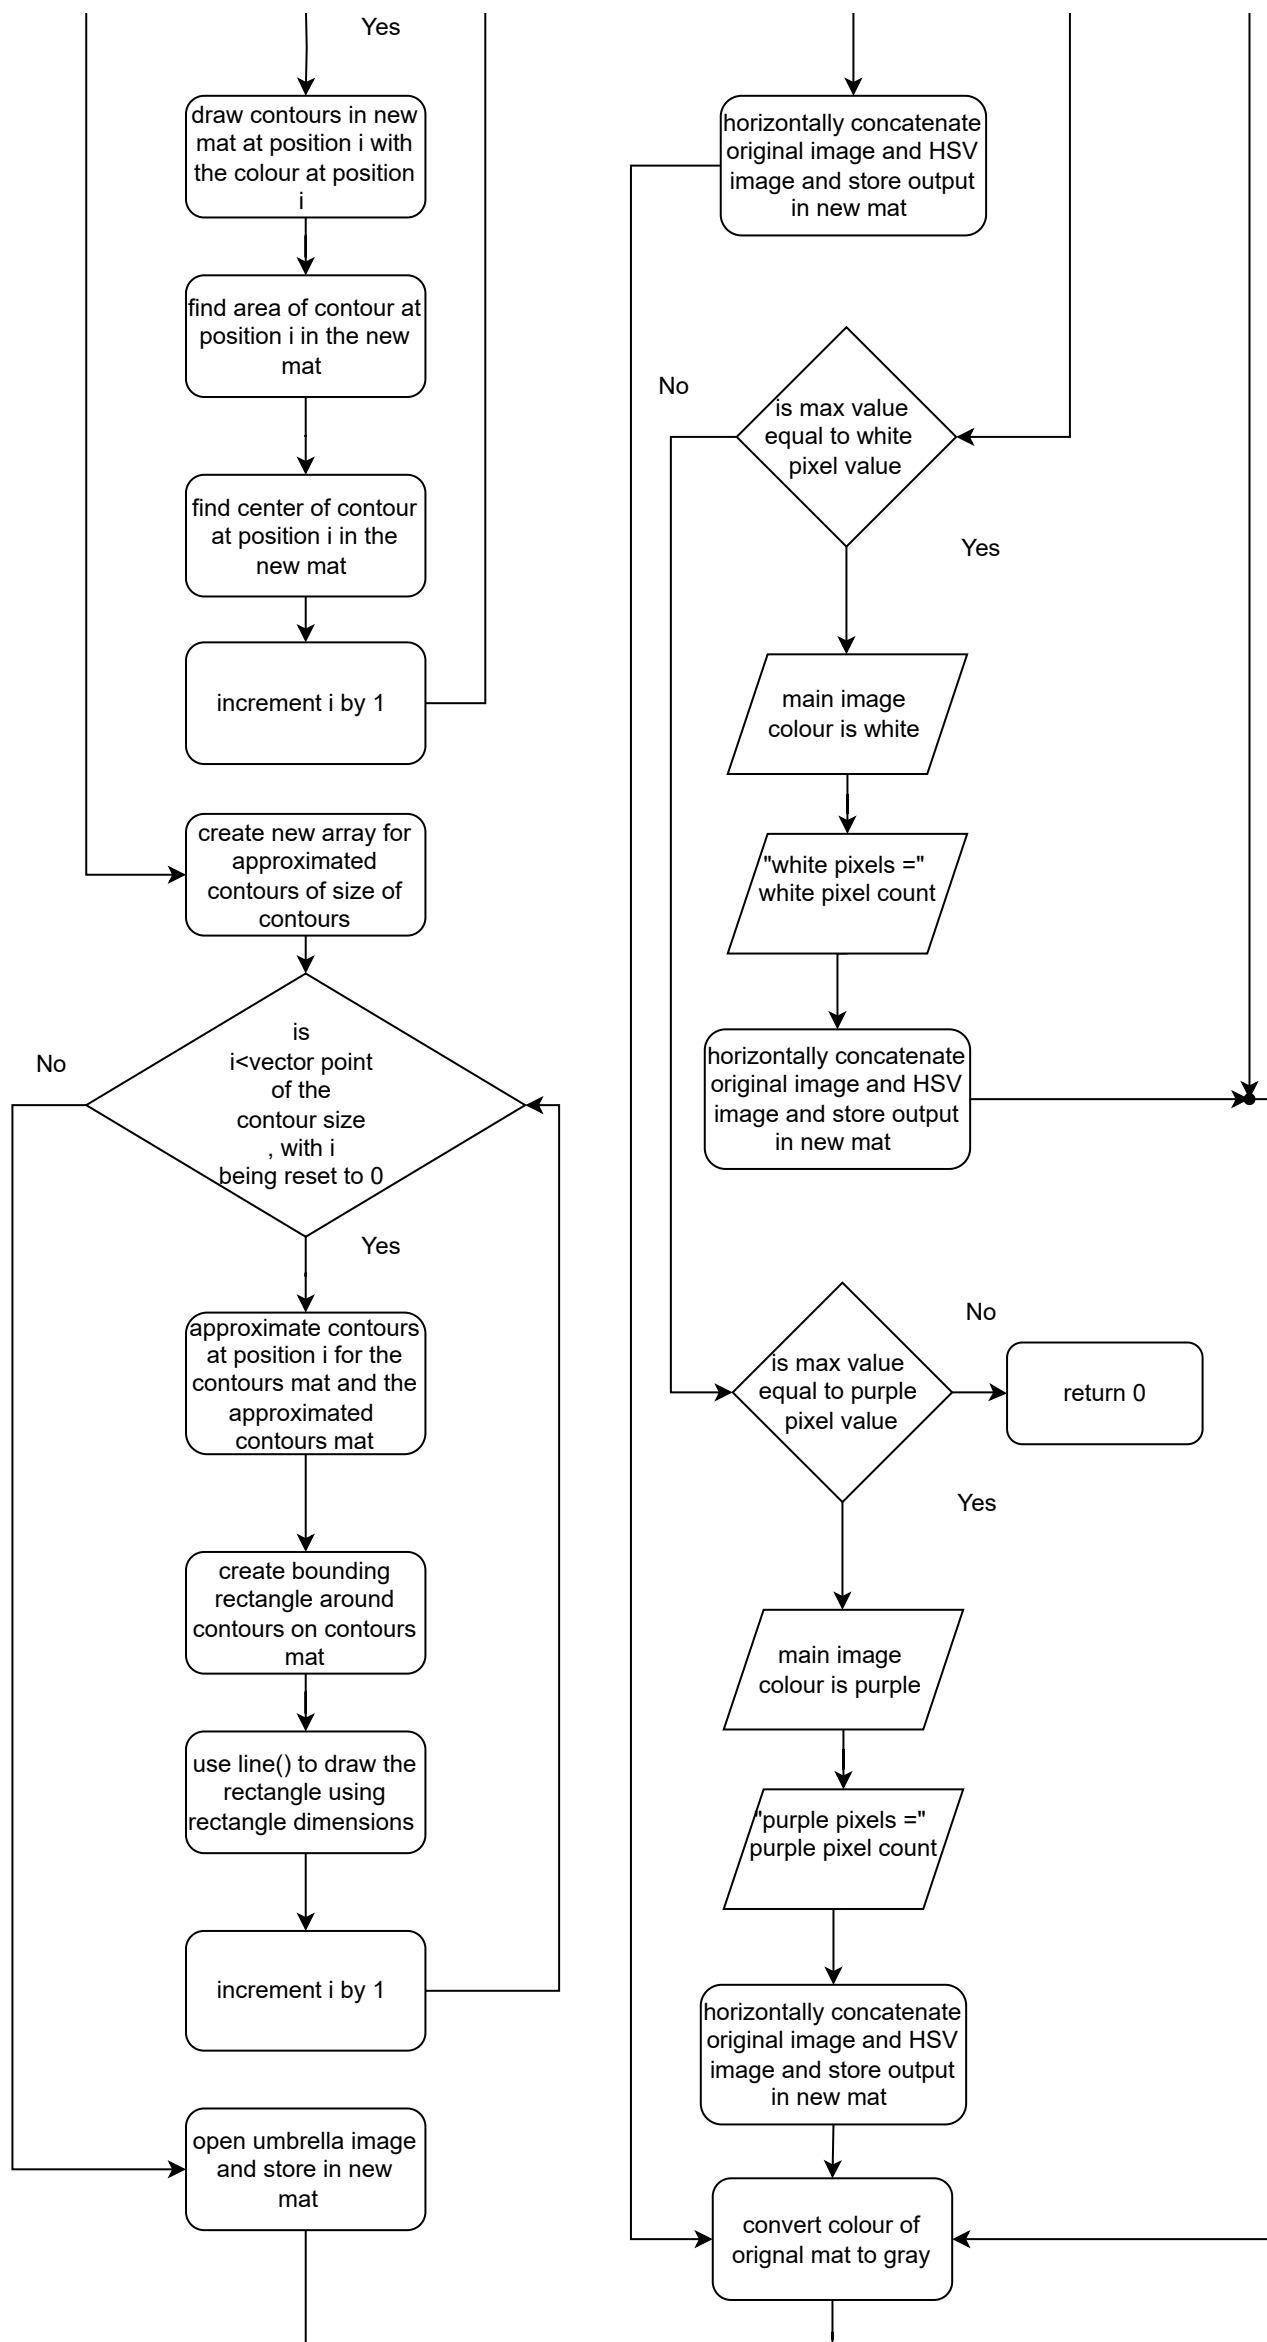 Yes
draw contours in new
mat at position i with
the colour at position
i
find area of contour at
position i in the new
mat
find center of contour
at position i in the
new mat
increment i by 1
create new array for
approximated
contours of size of
contours
is
i<vector point
of the
contour size
, with i
being reset to 0
No
Yes
approximate contours
at position i for the
contours mat and the
approximated
contours mat
create bounding
rectangle around
contours on contours
mat
use line() to draw the
rectangle using
rectangle dimensions
increment i by 1
open umbrella image
and store in new
mat
horizontally concatenate
original image and HSV
image and store output
in new mat
No
is max value
equal to white
pixel value
Yes
main image
colour is white
"white pixels ="
white pixel count
horizontally concatenate
original image and HSV
image and store output
in new mat
is max value
equal to purple
pixel value
No
return 0
Yes
main image
colour is purple
"purple pixels ="
purple pixel count
horizontally concatenate
original image and HSV
image and store output
in new mat
convert colour of
orignal mat to gray